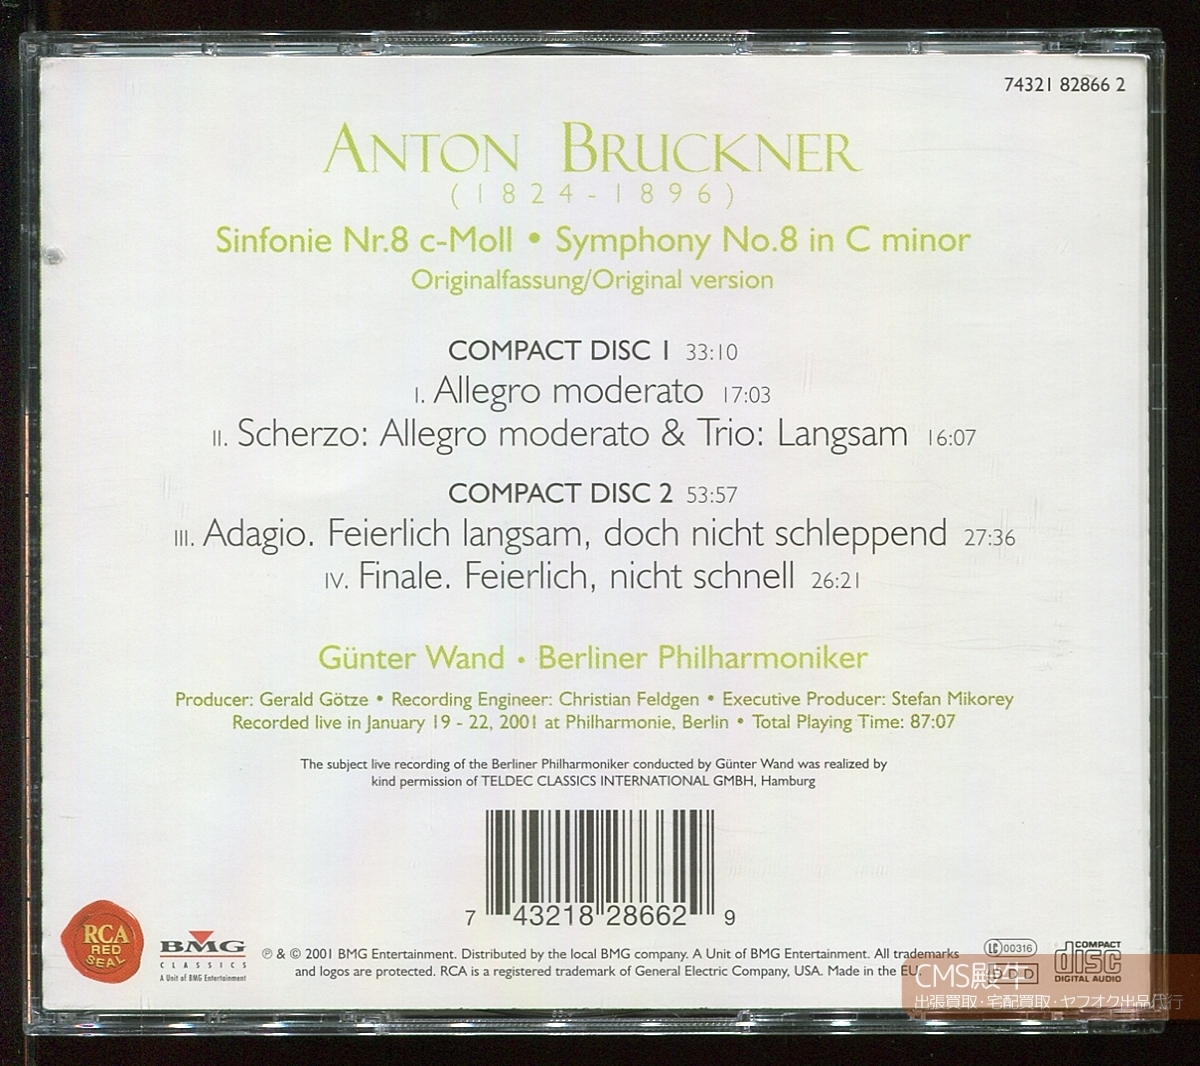 74321 82866 2
ANTON BRUCKNER
(1824-1896)
Sinfonie Nr.8 c-Moll • Symphony No.8 in C minor
Originalfassung/Original version
COMPACT DISC 1 33:10
I. Allegro moderato 17:03
II. Scherzo: Allegro moderato & Trio: Langsam 16:07
COMPACT DISC 2 53:57
III. Adagio. Feierlich langsam, doch nicht schleppend 27:36
IV. Finale. Feierlich, nicht schnell 26:21
Günter Wand • Berliner Philharmoniker
Producer: Gerald Götze • Recording Engineer: Christian Feldgen • Executive Producer: Stefan Mikorey
Recorded live in January 19 - 22, 2001 at Philharmonie, Berlin • Total Playing Time: 87:07
The subject live recording of the Berliner Philharmoniker conducted by Günter Wand was realized by
kind permission of TELDEC CLASSICS INTERNATIONAL GMBH, Hamburg
7 43218 28662 9
RCA
RED
SEAL
BMG
CLASSICS
A Unit of BMG Entertainment
℗ & © 2001 BMG Entertainment. Distributed by the local BMG company. A Unit of BMG Entertainment. All trademarks
and logos are protected. RCA is a registered trademark of General Electric Company, USA. Made in the EU.
LC 00316
DDD
COMPACT
disc
DIGITAL AUDIO
CMS殿牛
出張買取・宅配買取・ヤフオク出品代行